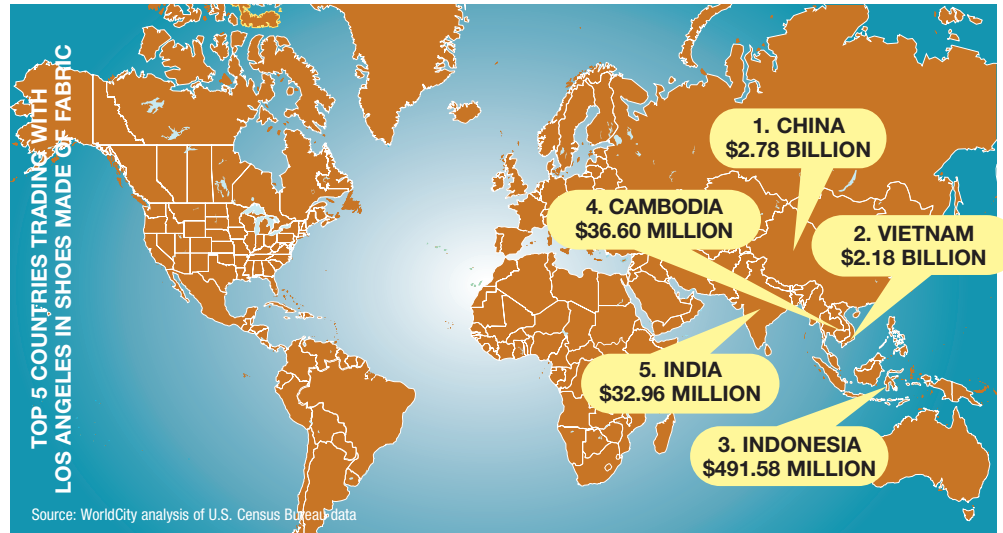 TOP 5 COUNTRIES TRADING WITH
LOS ANGELES IN SHOES MADE OF FABRIC
1. CHINA
$2.78 BILLION
4. CAMBODIA
$36.60 MILLION
2. VIETNAM
$2.18 BILLION
5. INDIA
$32.96 MILLION
3. INDONESIA
$491.58 MILLION
Source: WorldCity analysis of U.S. Census Bureau data